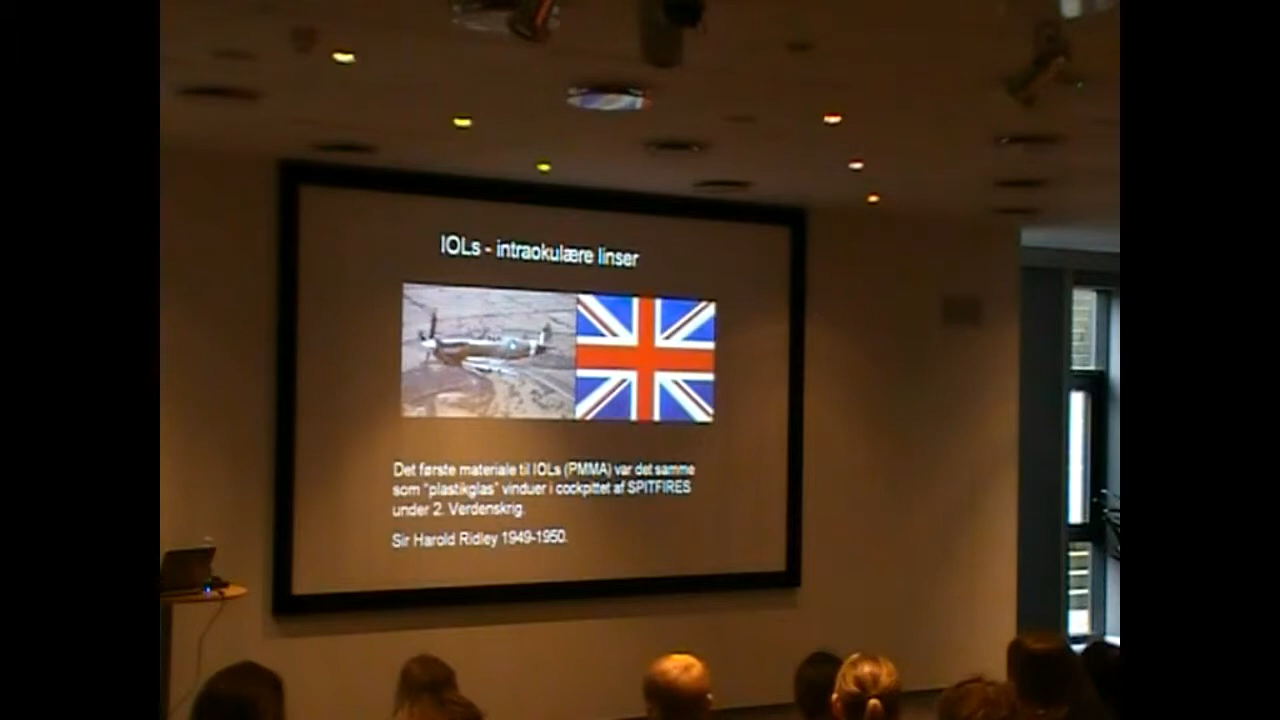 IOLs - intraokulære linser
Det første materiale til IOLs (PMMA) var det samme
som "plastikglas" vinduer i cockpittet af SPITFIRES
under 2. Verdenskrig.
Sir Harold Ridley 1949-1950.